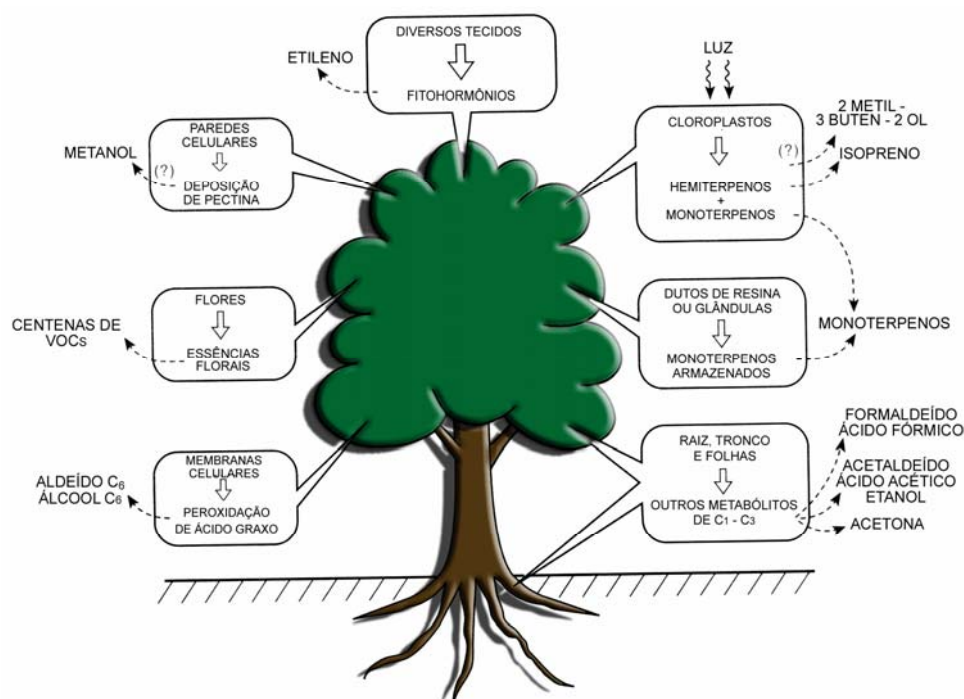 DIVERSOS TECIDOS
FITOHORMÔNIOS
ETILENO
LUZ
CLOROPLASTOS
(?)
HEMITERPENOS
+
MONOTERPENOS
2 METIL -
3 BUTEN - 2 OL
ISOPRENO
PAREDES
CELULARES
DEPOSIÇÃO
DE PECTINA
METANOL
(?)
FLORES
ESSÊNCIAS
FLORAIS
CENTENAS DE
VOCs
DUTOS DE RESINA
OU GLÂNDULAS
MONOTERPENOS
ARMAZENADOS
MONOTERPENOS
MEMBRANAS
CELULARES
PEROXIDAÇÃO
DE ÁCIDO GRAXO
ALDEÍDO C6
ÁLCOOL C6
RAIZ, TRONCO
E FOLHAS
OUTROS METABÓLITOS
DE C1 - C3
FORMALDEÍDO
ÁCIDO FÓRMICO
ACETALDEÍDO
ÁCIDO ACÉTICO
ETANOL
ACETONA